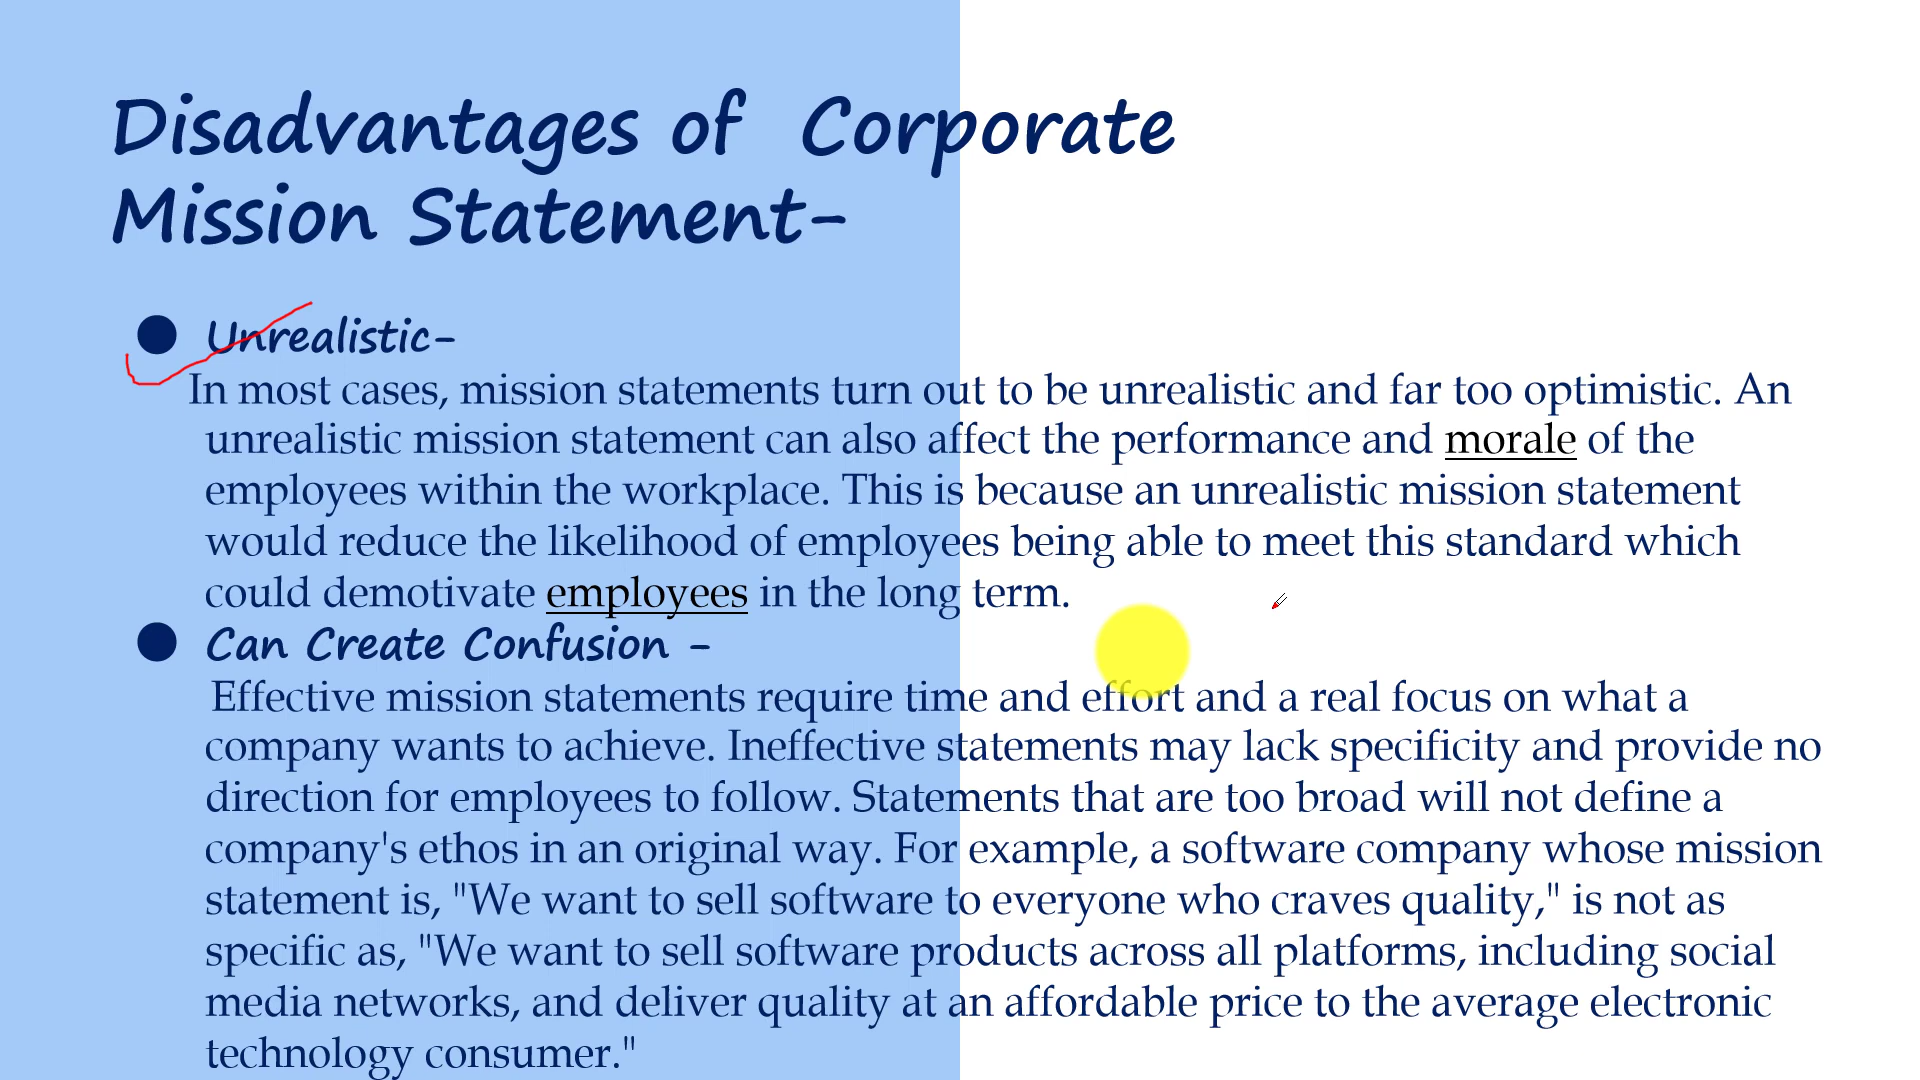 Disadvantages of Corporate
Mission Statement-
● Unrealistic-
In most cases, mission statements turn out to be unrealistic and far too optimistic. An
unrealistic mission statement can also affect the performance and morale of the
employees within the workplace. This is because an unrealistic mission statement
would reduce the likelihood of employees being able to meet this standard which
could demotivate employees in the long term.
● Can Create Confusion -
Effective mission statements require time and effort and a real focus on what a
company wants to achieve. Ineffective statements may lack specificity and provide no
direction for employees to follow. Statements that are too broad will not define a
company's ethos in an original way. For example, a software company whose mission
statement is, "We want to sell software to everyone who craves quality," is not as
specific as, "We want to sell software products across all platforms, including social
media networks, and deliver quality at an affordable price to the average electronic
technology consumer."